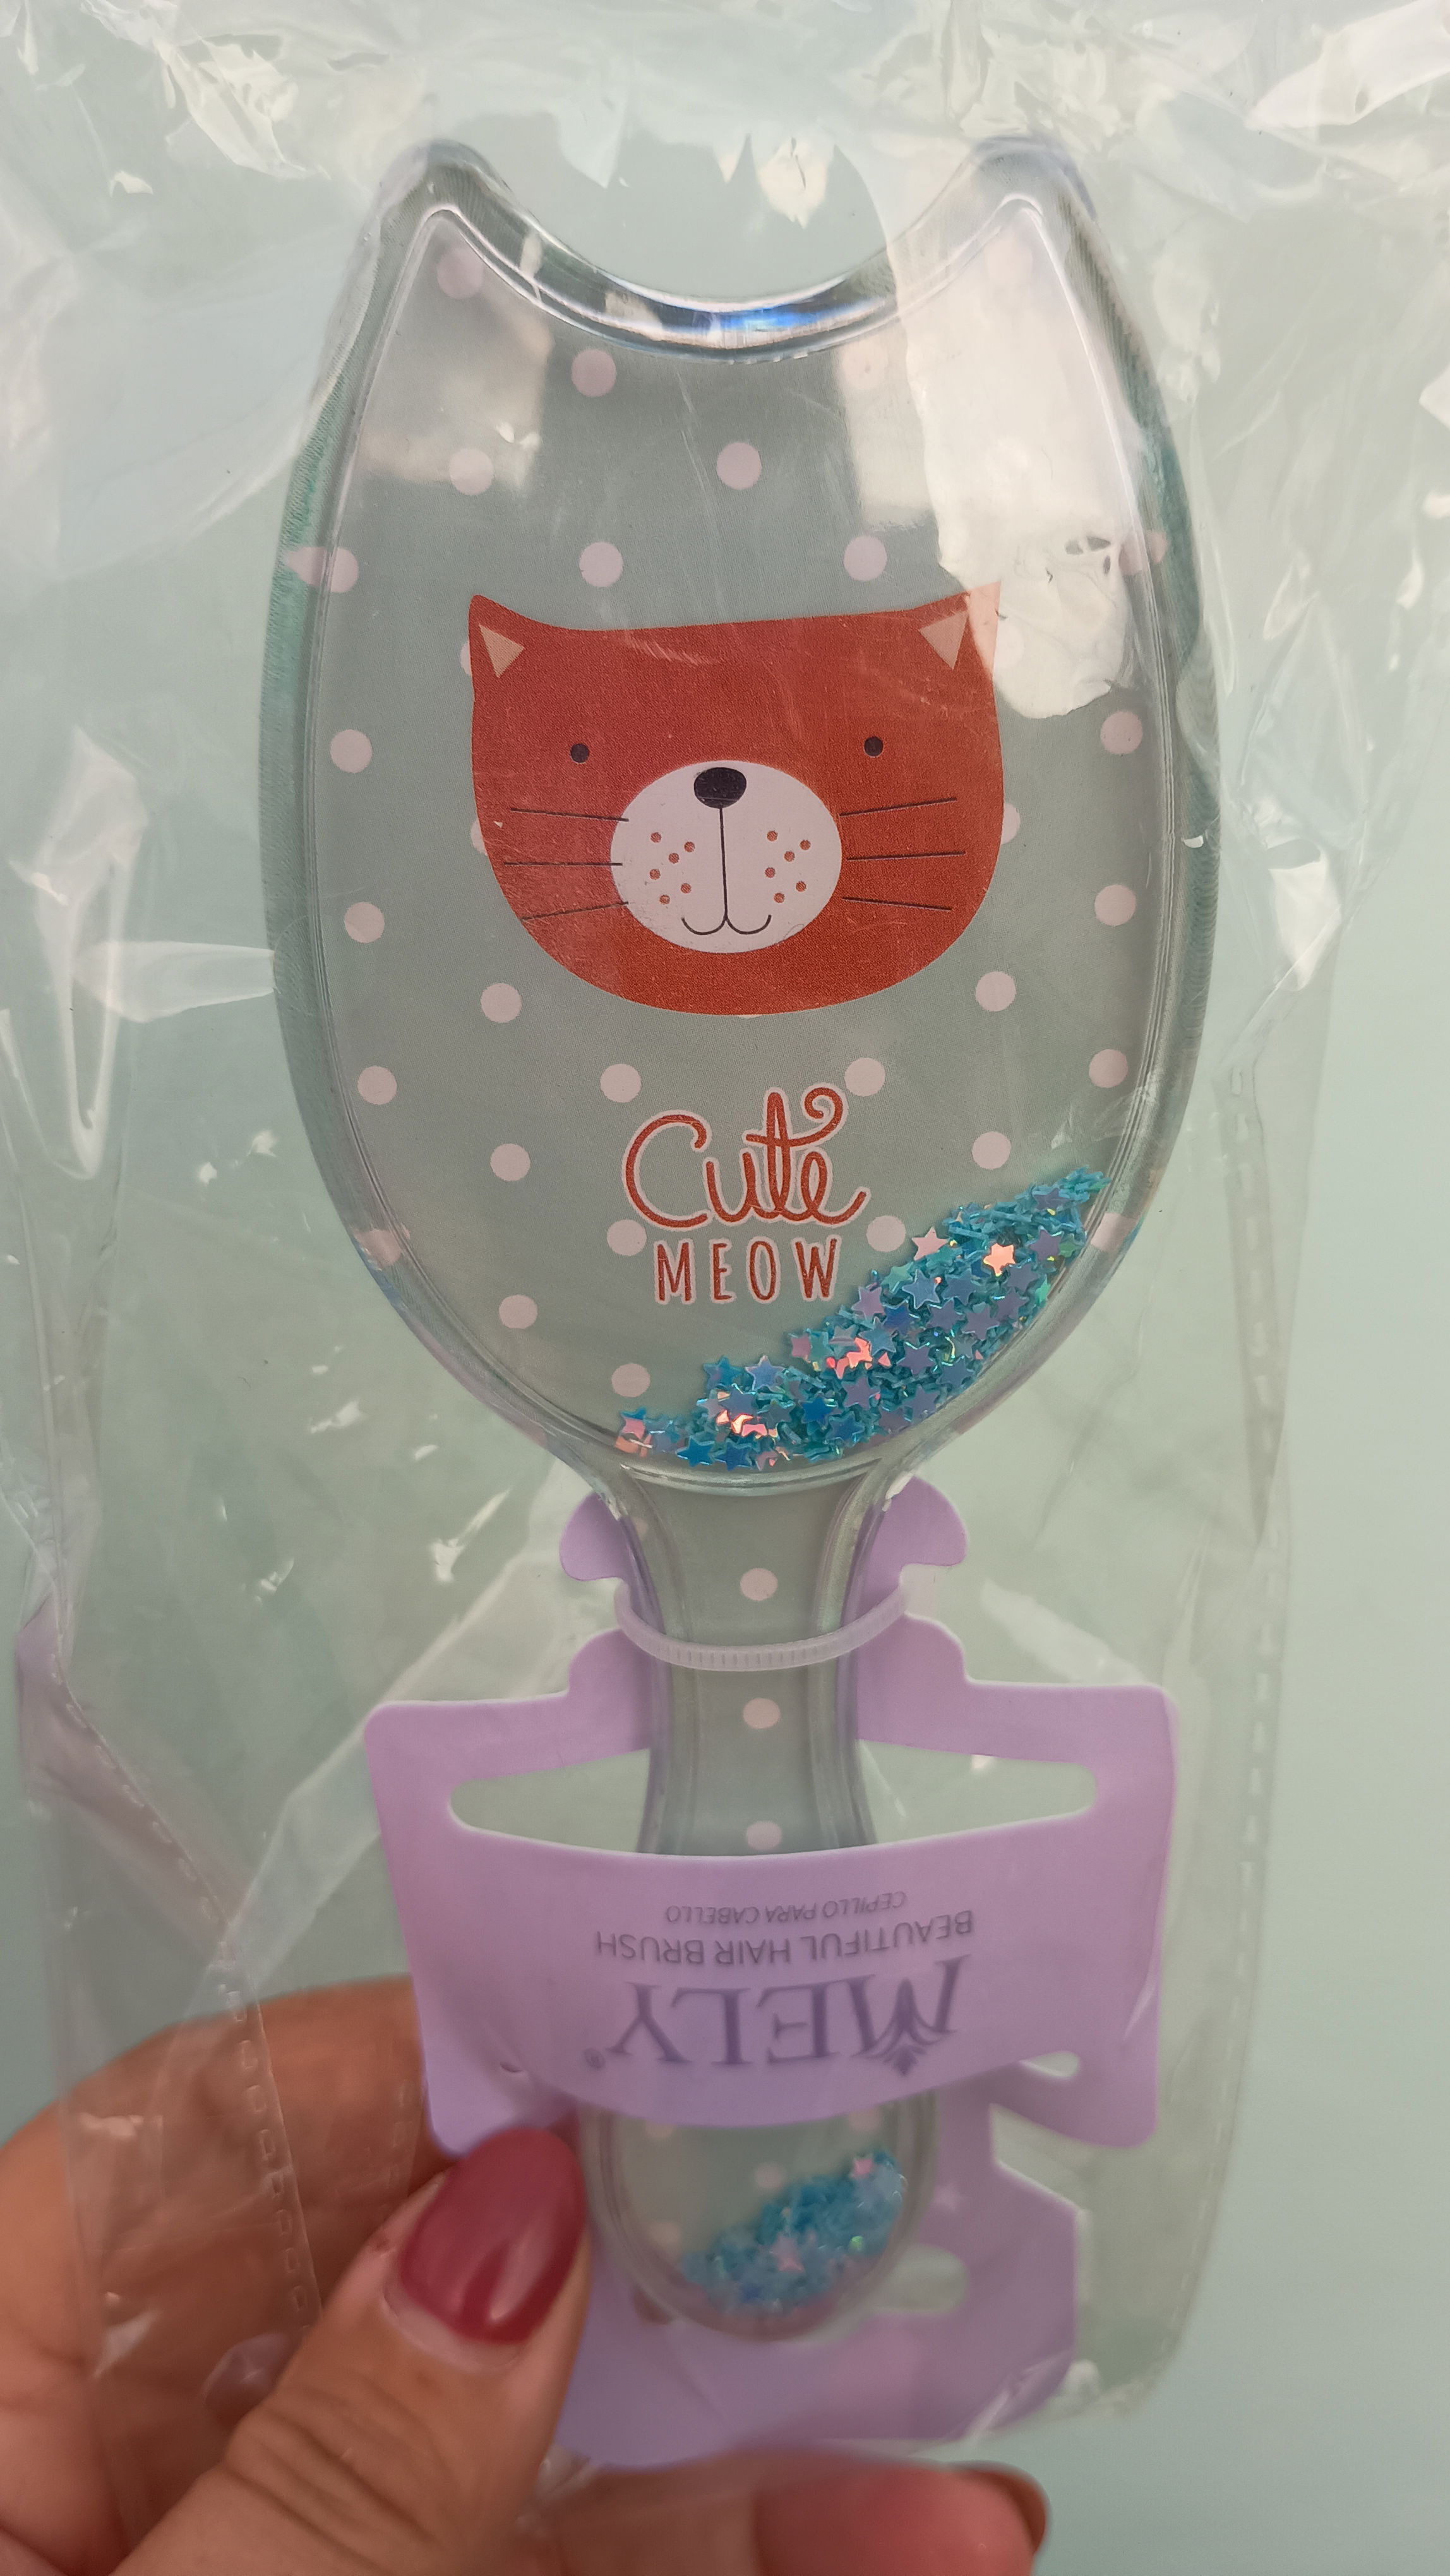 Cute
MEOW
MELY®
BEAUTIFUL HAIR BRUSH
CEPILLO PARA CABELLO